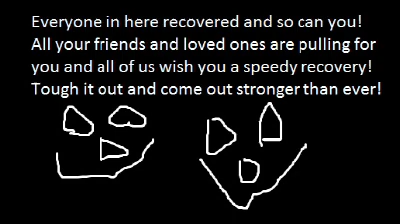 Everyone in here recovered and so can you!
All your friends and loved ones are pulling for
you and all of us wish you a speedy recovery!
Tough it out and come out stronger than ever!